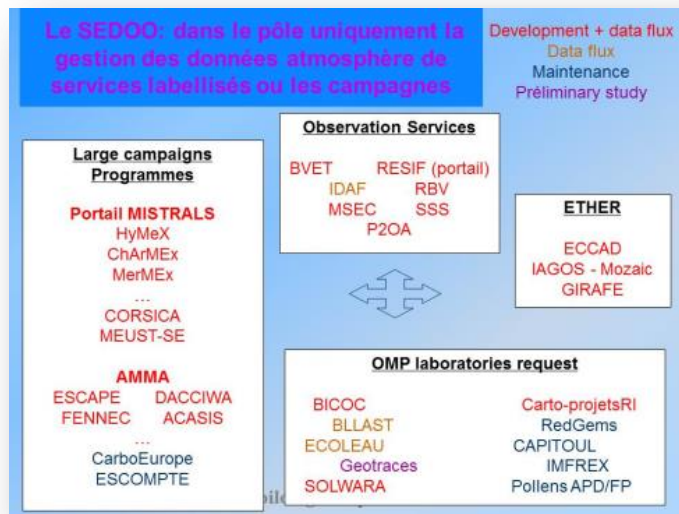 Le SEDOO: dans le pôle uniquement la
gestion des données atmosphère de
services labellisés ou les campagnes
Development + data flux
Data flux
Maintenance
Préliminary study
Large campaigns
Programmes
Portail MISTRALS
HyMeX
ChArMEx
MerMEx
...
CORSICA
MEUST-SE
AMMA
ESCAPE DACCIWA
FENNEC ACASIS
...
CarboEurope
ESCOMPTE
Observation Services
BVET RESIF (portail)
IDAF RBV
MSEC SSS
P2OA
ETHER
ECCAD
IAGOS - Mozaic
GIRAFE
OMP laboratories request
BICOC Carto-projetsRI
BLLAST RedGems
ECOLEAU CAPITOUL
Geotraces IMFREX
SOLWARA Pollens APD/FP